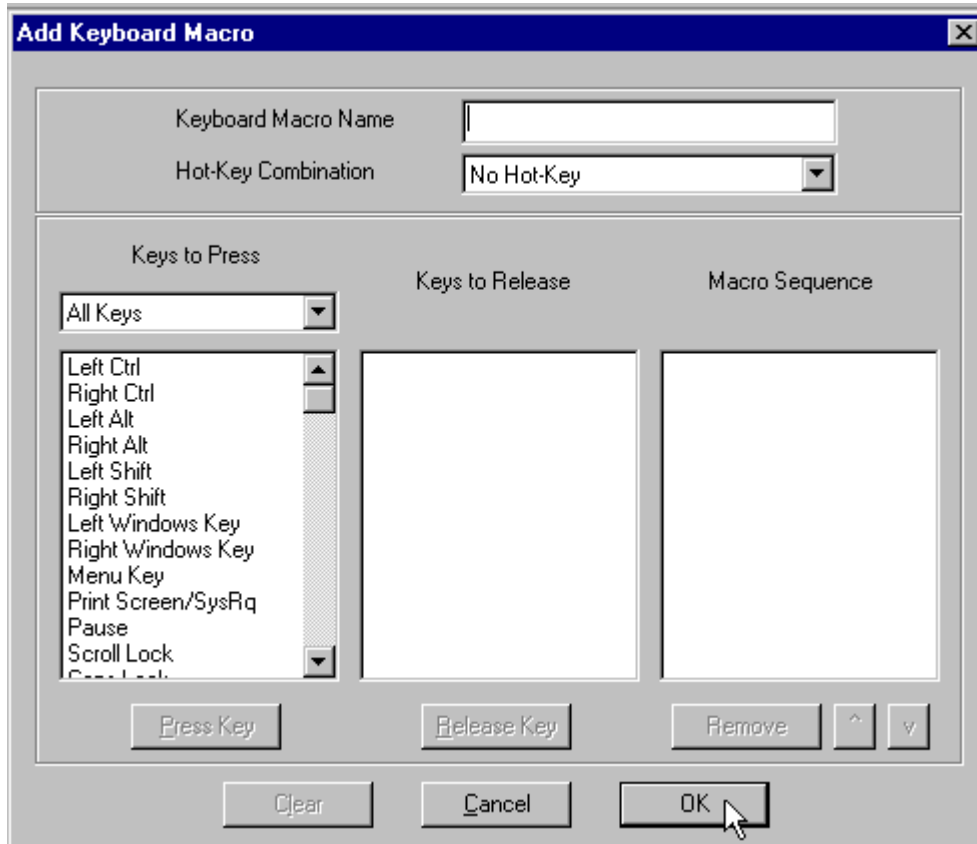 Add Keyboard Macro
Keyboard Macro Name
Hot-Key Combination
No Hot-Key
Keys to Press
Keys to Release
Macro Sequence
All Keys
Left Ctrl
Right Ctrl
Left Alt
Right Alt
Left Shift
Right Shift
Left Windows Key
Right Windows Key
Menu Key
Print Screen/SysRq
Pause
Scroll Lock
Press Key
Release Key
Remove
^
v
Clear
Cancel
OK